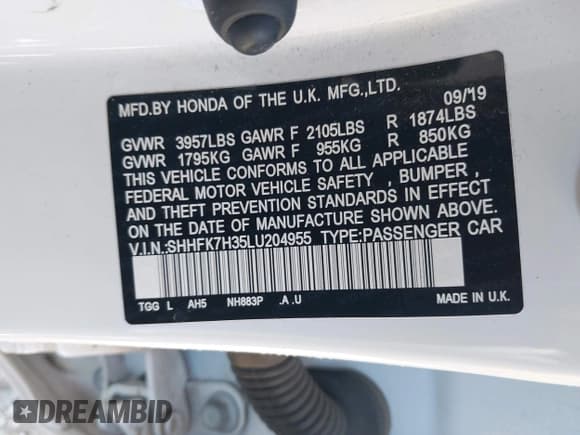 MFD.BY HONDA OF THE U.K. MFG.,LTD. 09/19
GVWR 3957LBS GAWR F 2105LBS R 1874LBS
GVWR 1795KG GAWR F 955KG R 850KG
THIS VEHICLE CONFORMS TO ALL APPLICABLE
FEDERAL MOTOR VEHICLE SAFETY , BUMPER ,
AND THEFT PREVENTION STANDARDS IN EFFECT
ON THE DATE OF MANUFACTURE SHOWN ABOVE.
V.I.N.:SHHFK7H35LU204955 TYPE:PASSENGER CAR
TGG L AH5 NH883P .A .U MADE IN U.K.
DREAMBID